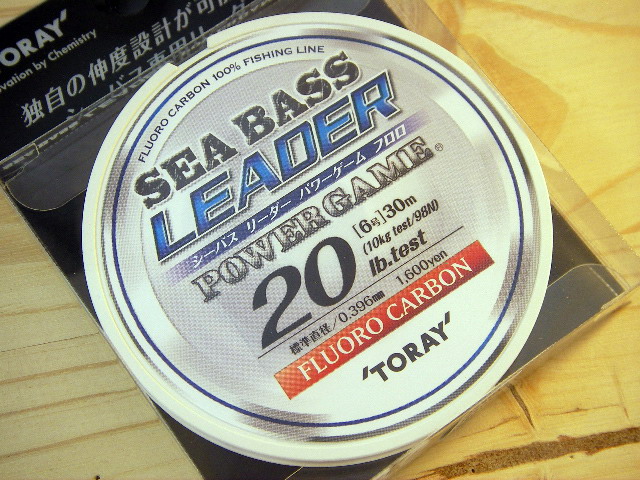 TORAY'
ovation by Chemistry
独自の伸度設計が可
FLUORO CARBON 100% FISHING LINE
SEA BASS
LEADER
シーバス リーダー パワーゲーム フロロ
POWER GAME®
20 lb.test
[6号]30m
(10kg test/98N)
標準直径/0.396mm 1,600yen
FLUORO CARBON
'TORAY'